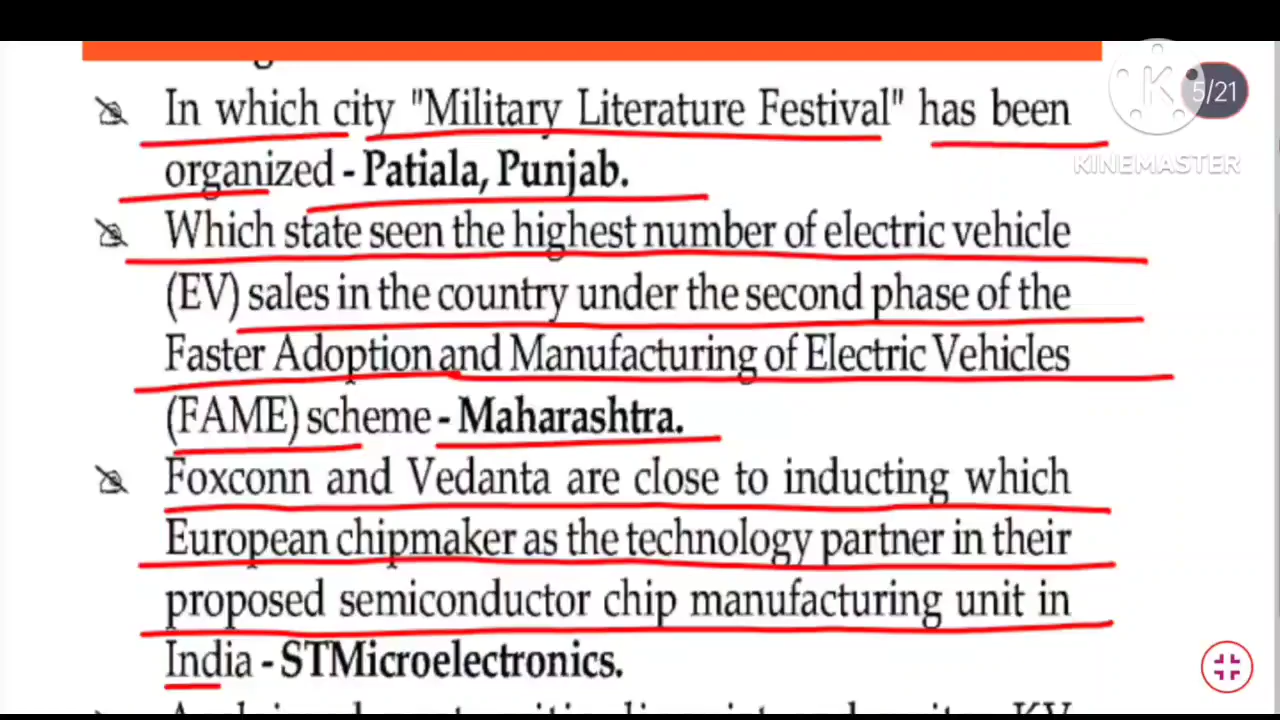 In which city "Military Literature Festival" has been
organized - Patiala, Punjab.
Which state seen the highest number of electric vehicle
(EV) sales in the country under the second phase of the
Faster Adoption and Manufacturing of Electric Vehicles
(FAME) scheme - Maharashtra.
Foxconn and Vedanta are close to inducting which
European chipmaker as the technology partner in their
proposed semiconductor chip manufacturing unit in
India - STMicroelectronics.
5/21
KINEMASTER